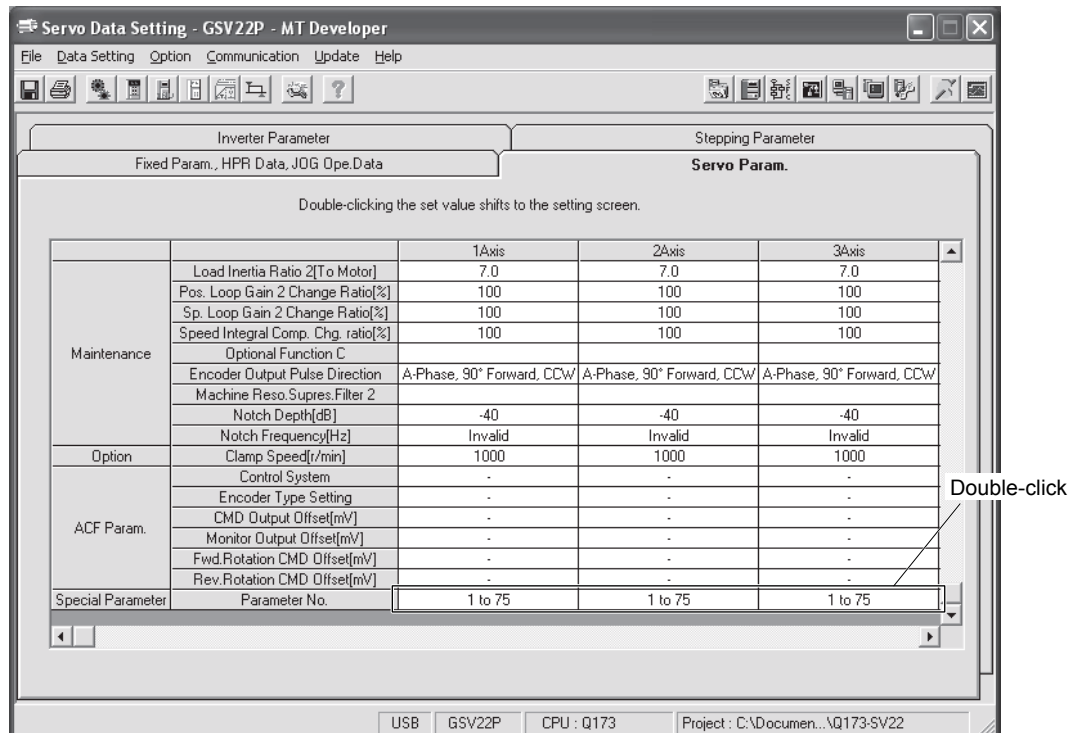 Servo Data Setting - GSV22P - MT Developer
File Data Setting Option Communication Update Help
Inverter Parameter Stepping Parameter
Fixed Param., HPR Data, JOG Ope.Data Servo Param.
Double-clicking the set value shifts to the setting screen.
1Axis 2Axis 3Axis
Load Inertia Ratio 2[To Motor] 7.0 7.0 7.0
Pos. Loop Gain 2 Change Ratio[%] 100 100 100
Sp. Loop Gain 2 Change Ratio[%] 100 100 100
Speed Integral Comp. Chg. ratio[%] 100 100 100
Maintenance Optional Function C
Encoder Output Pulse Direction A-Phase, 90° Forward, CCW A-Phase, 90° Forward, CCW A-Phase, 90° Forward, CCW
Machine Reso.Supres.Filter 2
Notch Depth[dB] -40 -40 -40
Notch Frequency[Hz] Invalid Invalid Invalid
Option Clamp Speed[r/min] 1000 1000 1000
Control System - - -
Double-click
Encoder Type Setting - - -
ACF Param. CMD Output Offset[mV] - - -
Monitor Output Offset[mV] - - -
Fwd.Rotation CMD Offset[mV] - - -
Rev.Rotation CMD Offset[mV] - - -
Special Parameter Parameter No. 1 to 75 1 to 75 1 to 75
USB GSV22P CPU : Q173 Project : C:\Documen...\Q173-SV22